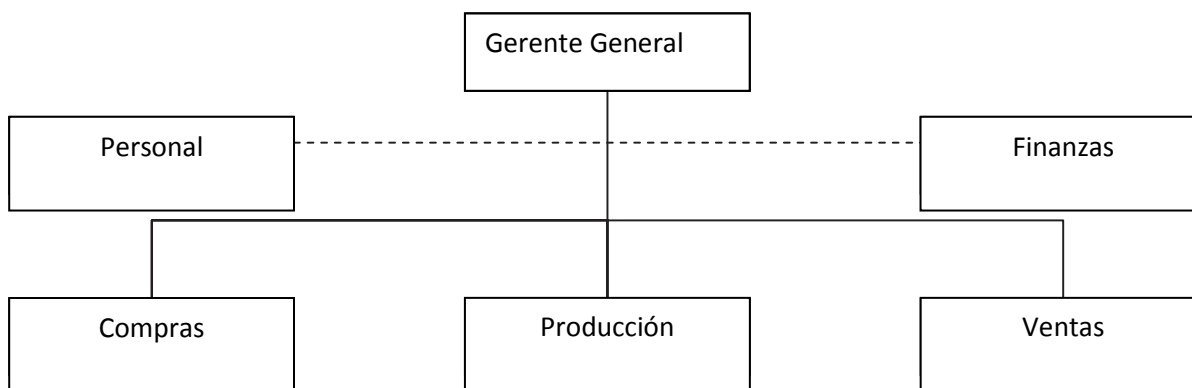 Gerente General
Personal
Finanzas
Compras
Producción
Ventas